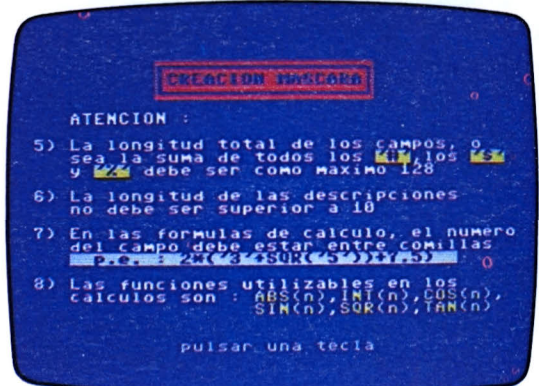 CREACION MASCARA
ATENCION :
5) La longitud total de los campos, o
sea la suma de todos los "#",los "$"
y "%" debe ser como maximo 128
6) La longitud de las descripciones
no debe ser superior a 10
7) En las formulas de calculo, el numero
del campo debe estar entre comillas
p.e. : 2*('3'+SQR('5'))+7.5)
8) Las funciones utilizables en los
calculos son : ABS(n),INT(n),COS(n),
SIN(n),SQR(n),TAN(n)
pulsar una tecla